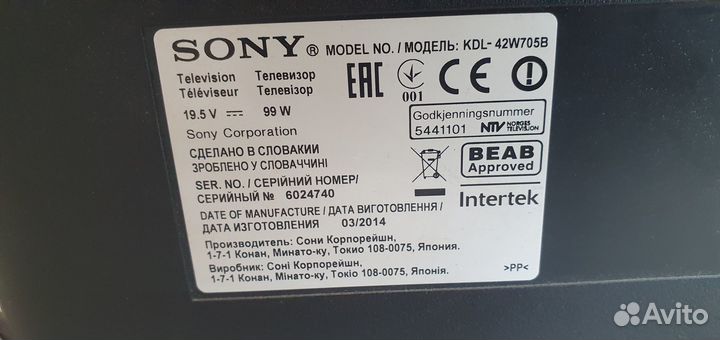 SONY ® MODEL NO. / МОДЕЛЬ: KDL- 42W705B
Television Телевизор
Téléviseur Телевізор
19.5 V ⎓ 99 W
Sony Corporation
EAC
CE
001
Godkjenningsnummer
5441101 NTV NORGES TELEVISJON
СДЕЛАНО В СЛОВАКИИ
ЗРОБЛЕНО У СЛОВАЧЧИНІ
BEAB
Approved
SER. NO. / СЕРІЙНИЙ НОМЕР/
СЕРИЙНЫЙ № 6024740
Intertek
DATE OF MANUFACTURE / ДАТА ВИГОТОВЛЕННЯ /
ДАТА ИЗГОТОВЛЕНИЯ 03/2014
Производитель: Сони Корпорейшн,
1-7-1 Конан, Минато-ку, Токио 108-0075, Япония.
Виробник: Соні Корпорейшн,
1-7-1 Конан, Мінато-ку, Токіо 108-0075, Японія.
>PP<
Avito